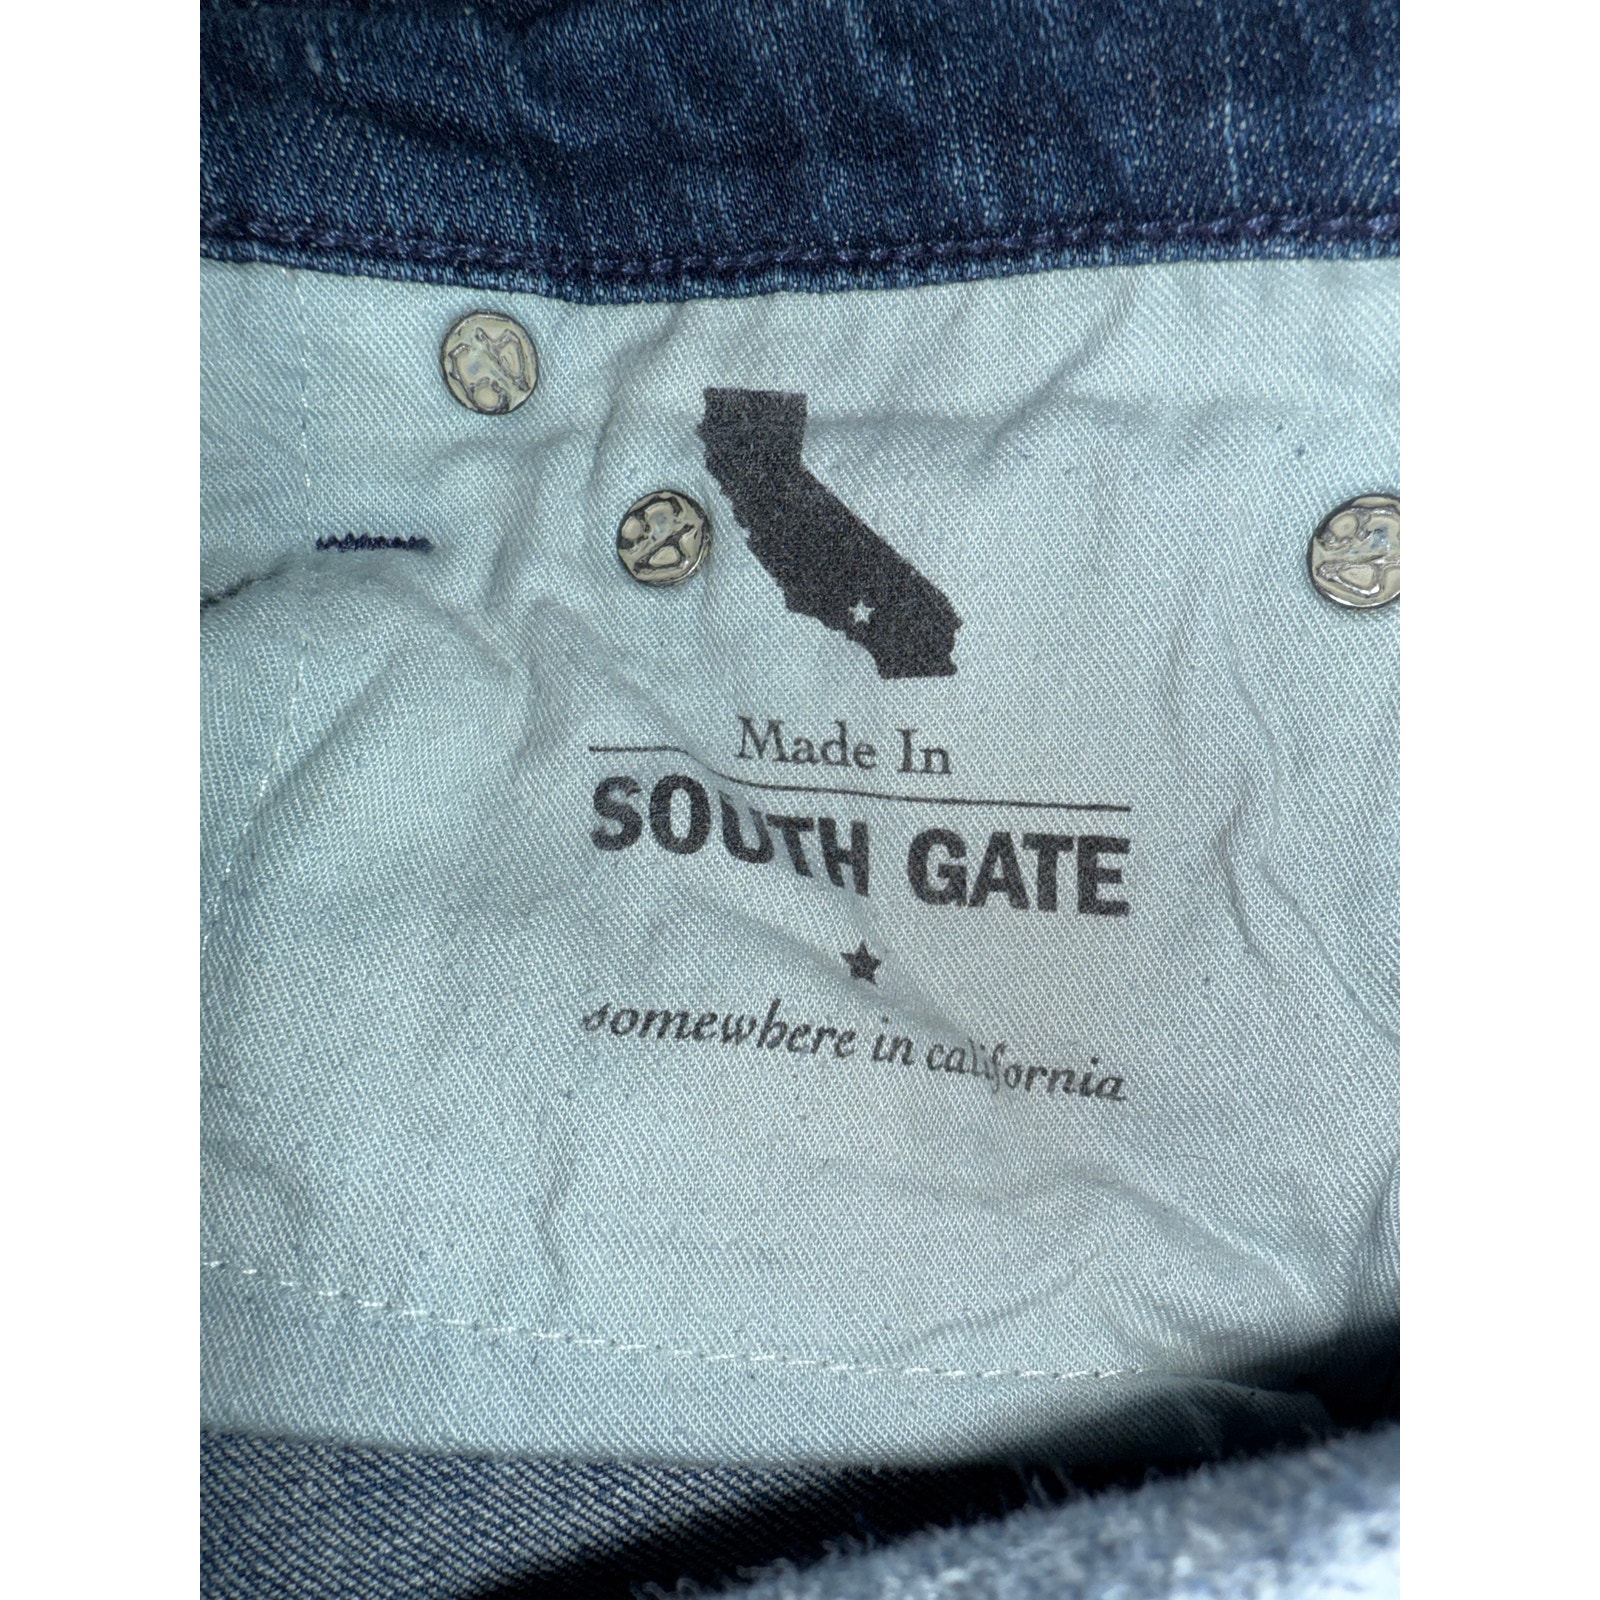 Made In
SOUTH GATE
somewhere in california